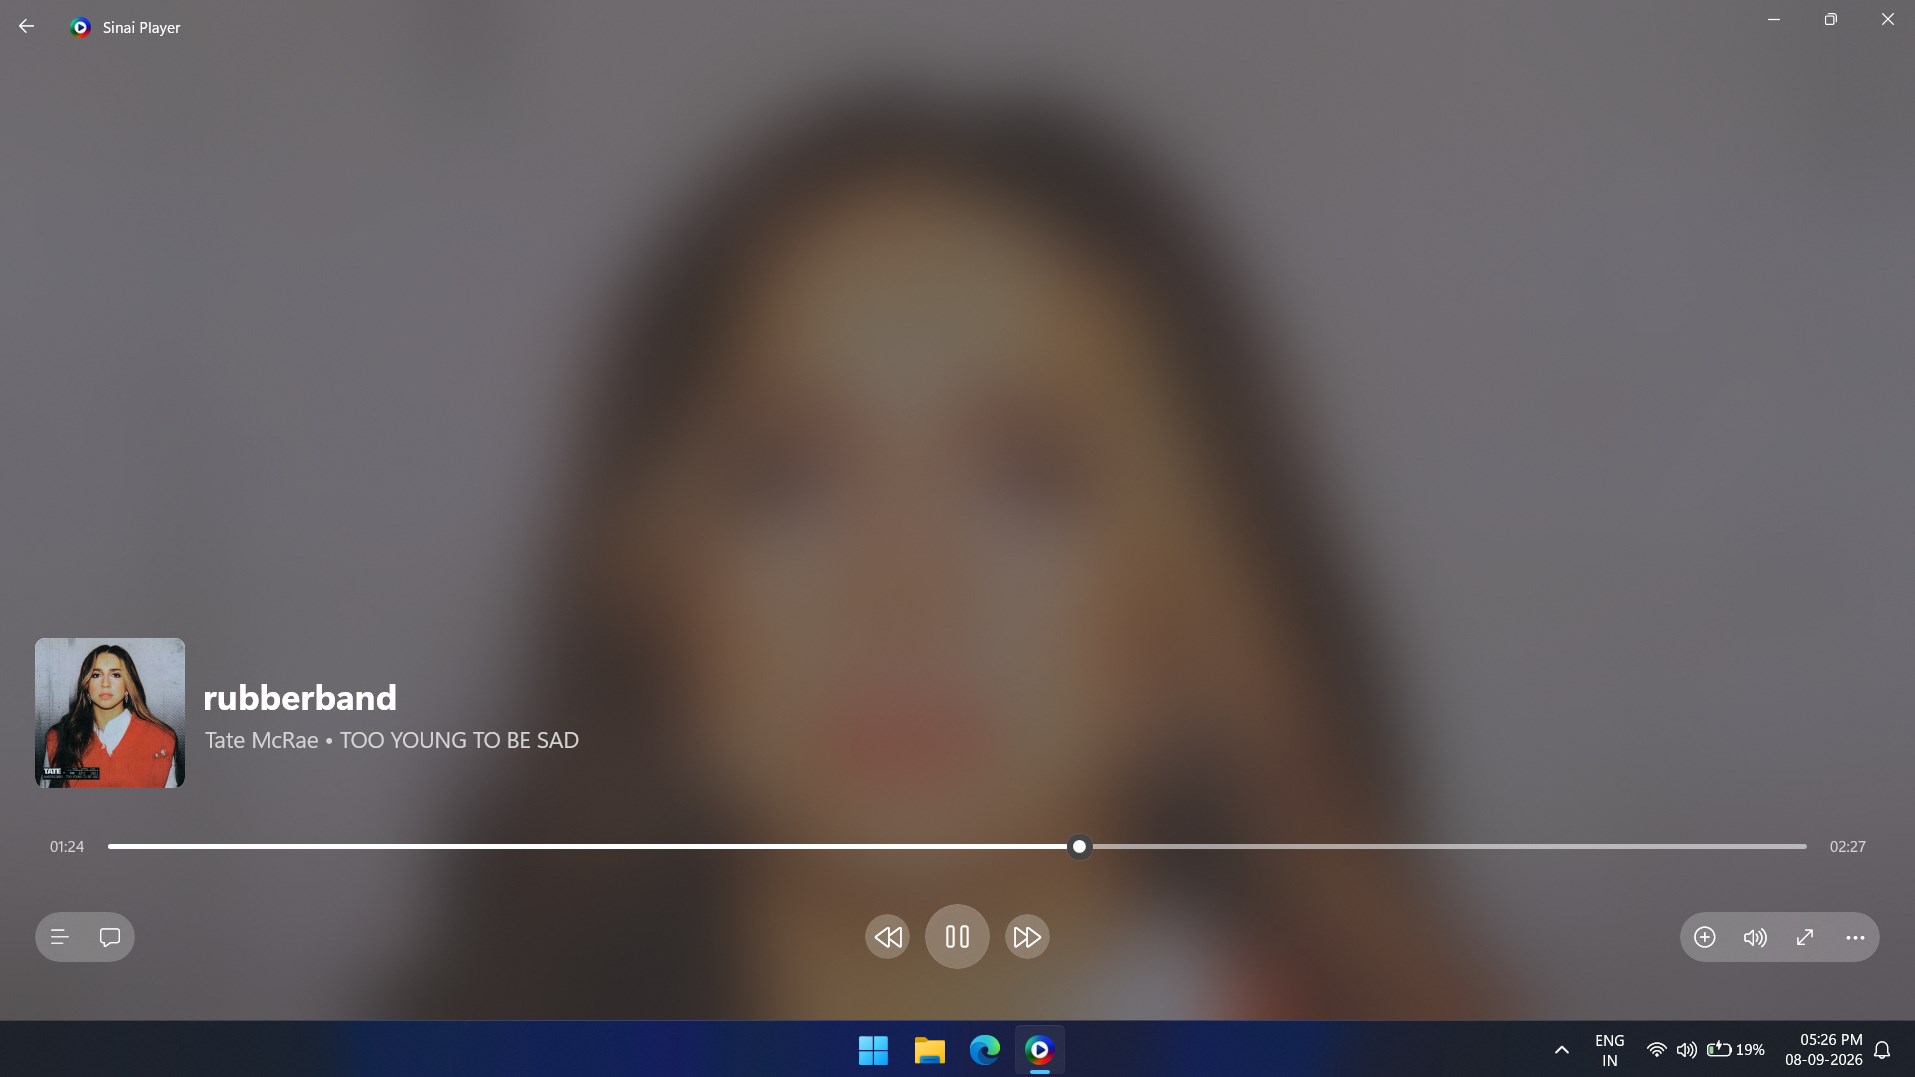 Sinai Player
TATE
rubberband
Tate McRae • TOO YOUNG TO BE SAD
01:24
02:27
ENG
IN
19%
05:26 PM
08-09-2026